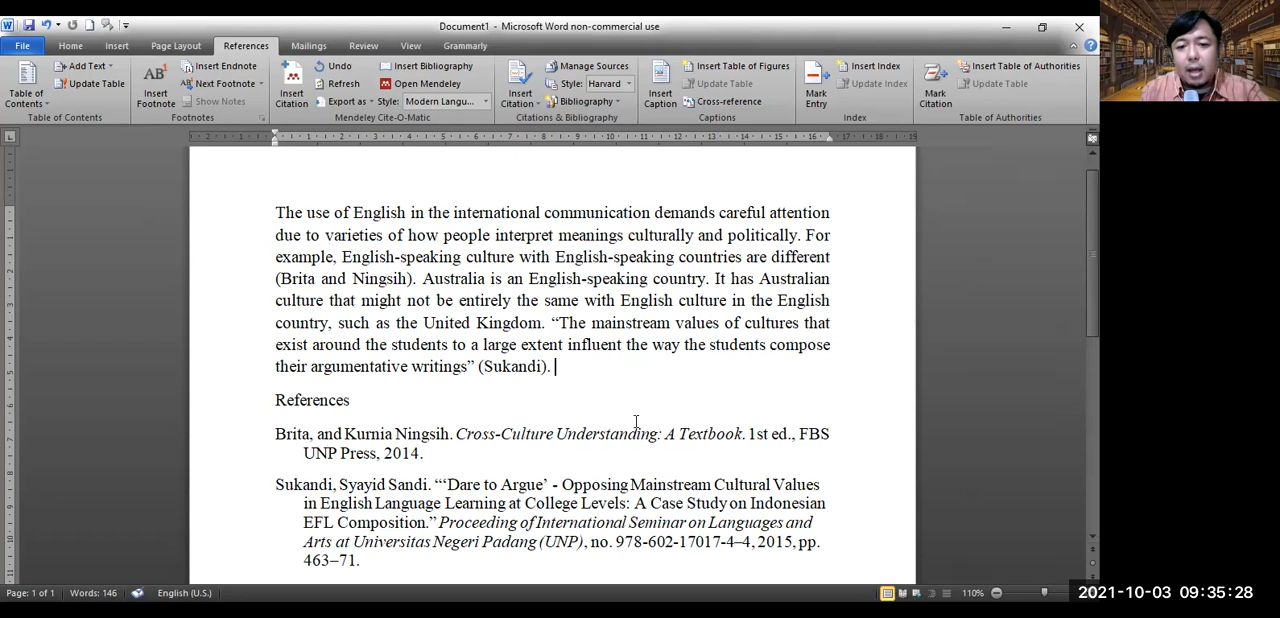 Document1 - Microsoft Word non-commercial use
File Home Insert Page Layout References Mailings Review View Grammarly
Table of Contents
Add Text
Update Table
Table of Contents
AB1
Insert Footnote
Insert Endnote
Next Footnote
Show Notes
Footnotes
Insert Citation
Undo
Refresh
Export as
Insert Bibliography
Open Mendeley
Style: Modern Langu...
Mendeley Cite-O-Matic
Insert Citation
Manage Sources
Style: Harvard
Bibliography
Citations & Bibliography
Insert Caption
Insert Table of Figures
Update Table
Cross-reference
Captions
Mark Entry
Insert Index
Update Index
Index
Mark Citation
Insert Table of Authorities
Update Table
Table of Authorities
The use of English in the international communication demands careful attention
due to varieties of how people interpret meanings culturally and politically. For
example, English-speaking culture with English-speaking countries are different
(Brita and Ningsih). Australia is an English-speaking country. It has Australian
culture that might not be entirely the same with English culture in the English
country, such as the United Kingdom. “The mainstream values of cultures that
exist around the students to a large extent influent the way the students compose
their argumentative writings” (Sukandi).
References
Brita, and Kurnia Ningsih. Cross-Culture Understanding: A Textbook. 1st ed., FBS
UNP Press, 2014.
Sukandi, Syayid Sandi. “‘Dare to Argue’ - Opposing Mainstream Cultural Values
in English Language Learning at College Levels: A Case Study on Indonesian
EFL Composition.” Proceeding of International Seminar on Languages and
Arts at Universitas Negeri Padang (UNP), no. 978-602-17017-4–4, 2015, pp.
463–71.
Page: 1 of 1 Words: 146 English (U.S.) 110%
2021-10-03 09:35:28